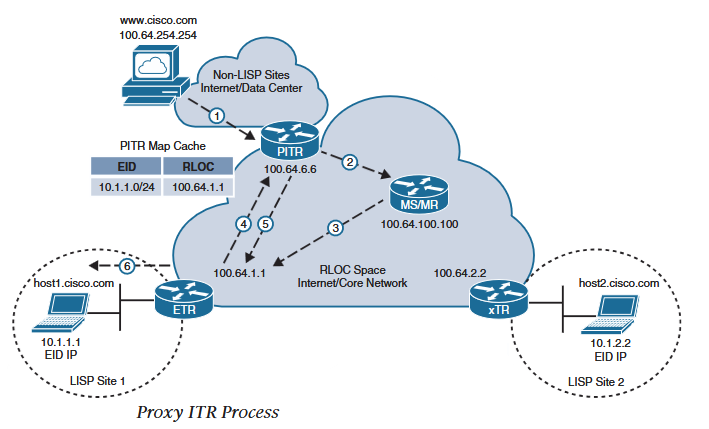 www.cisco.com
100.64.254.254
Non-LISP Sites
Internet/Data Center
1
PITR Map Cache
EID RLOC
10.1.1.0/24 100.64.1.1
PITR
100.64.6.6
2
MS/MR
100.64.100.100
3
4
5
6
100.64.1.1
RLOC Space
Internet/Core Network
100.64.2.2
host1.cisco.com
ETR
10.1.1.1
EID IP
LISP Site 1
xTR
host2.cisco.com
10.1.2.2
EID IP
LISP Site 2
Proxy ITR Process